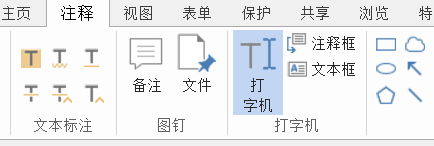 主页 注释 视图 表单 保护 共享 浏览 特
备注 文件 打
字机 注释框
文本框
文本标注 图钉 打字机